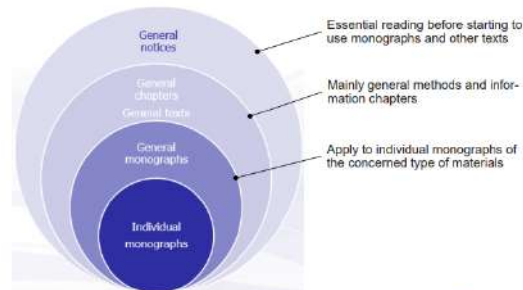 General
notices
Essential reading before starting to
use monographs and other texts
General
chapters
General texts
Mainly general methods and infor-
mation chapters
General
monographs
Apply to individual monographs of
the concerned type of materials
Individual
monographs